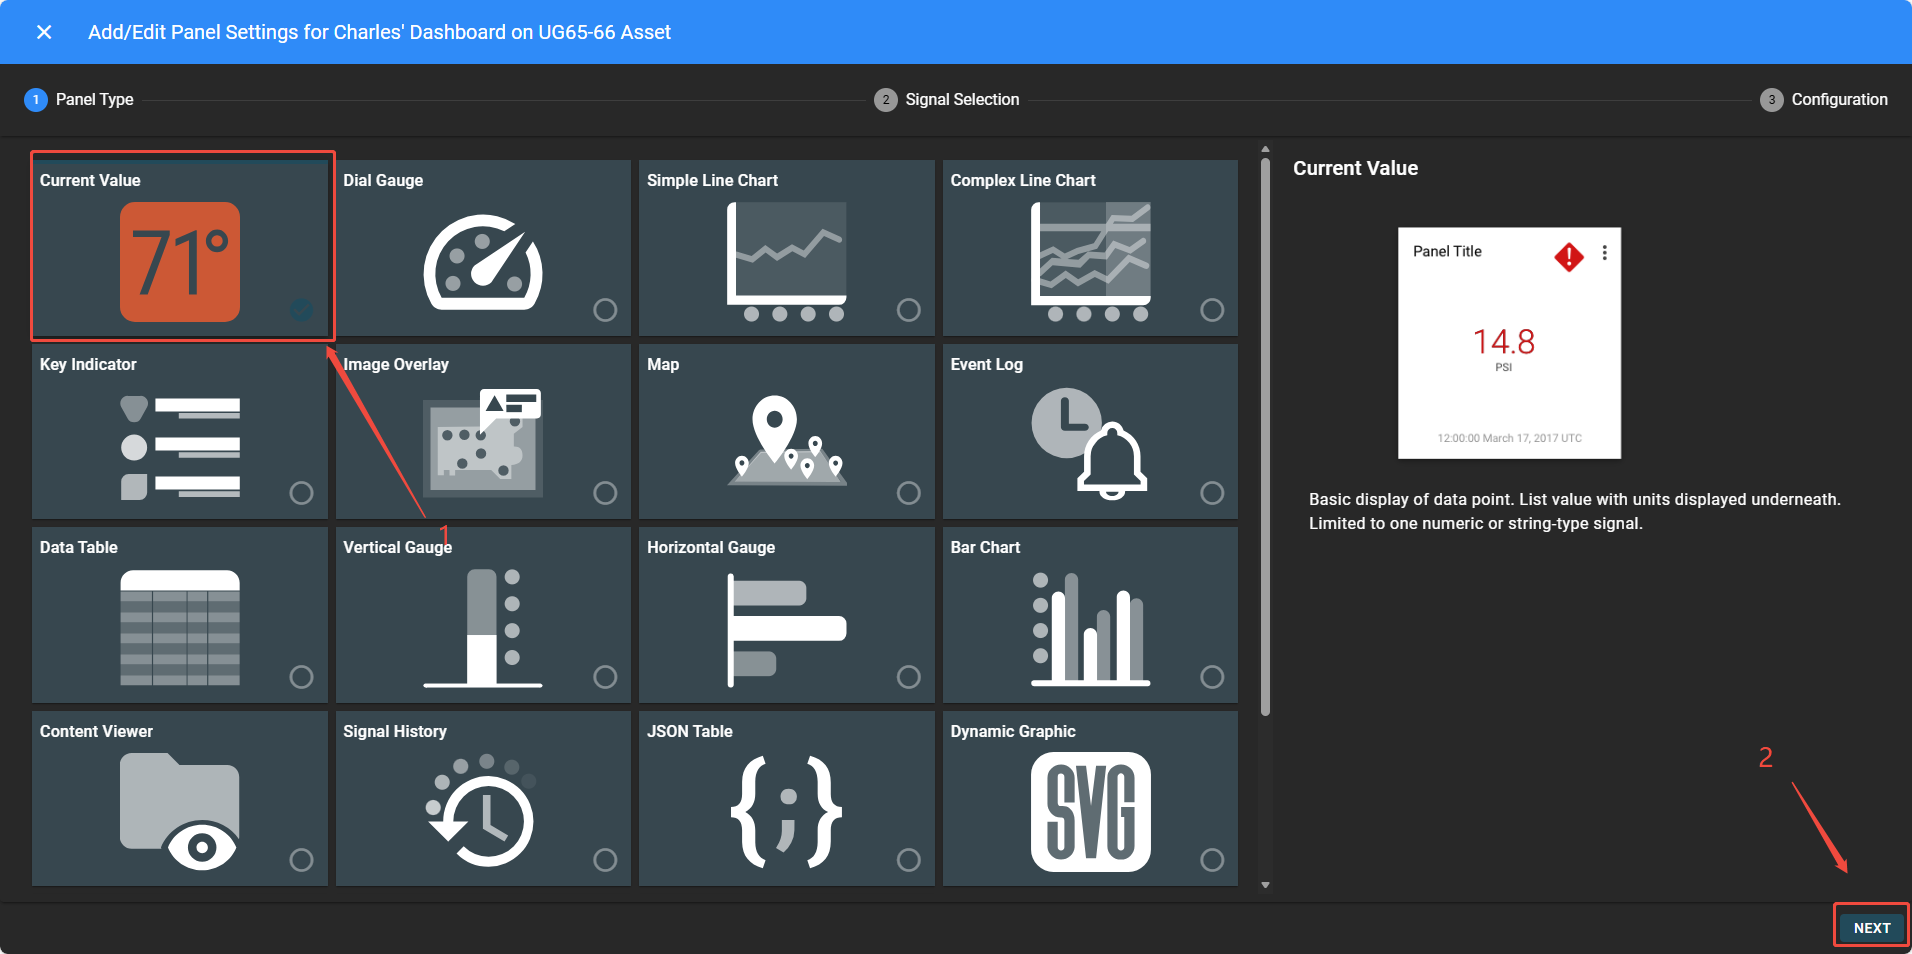 Add/Edit Panel Settings for Charles' Dashboard on UG65-66 Asset
1 Panel Type
2 Signal Selection
3 Configuration
Current Value
71°
Dial Gauge
Simple Line Chart
Complex Line Chart
Key Indicator
Image Overlay
Map
Event Log
1
Data Table
Vertical Gauge
Horizontal Gauge
Bar Chart
Content Viewer
Signal History
JSON Table
{;}
Dynamic Graphic
SVG
Current Value
Panel Title
!
14.8
PSI
12:00:00 March 17, 2017 UTC
Basic display of data point. List value with units displayed underneath.
Limited to one numeric or string-type signal.
2
NEXT